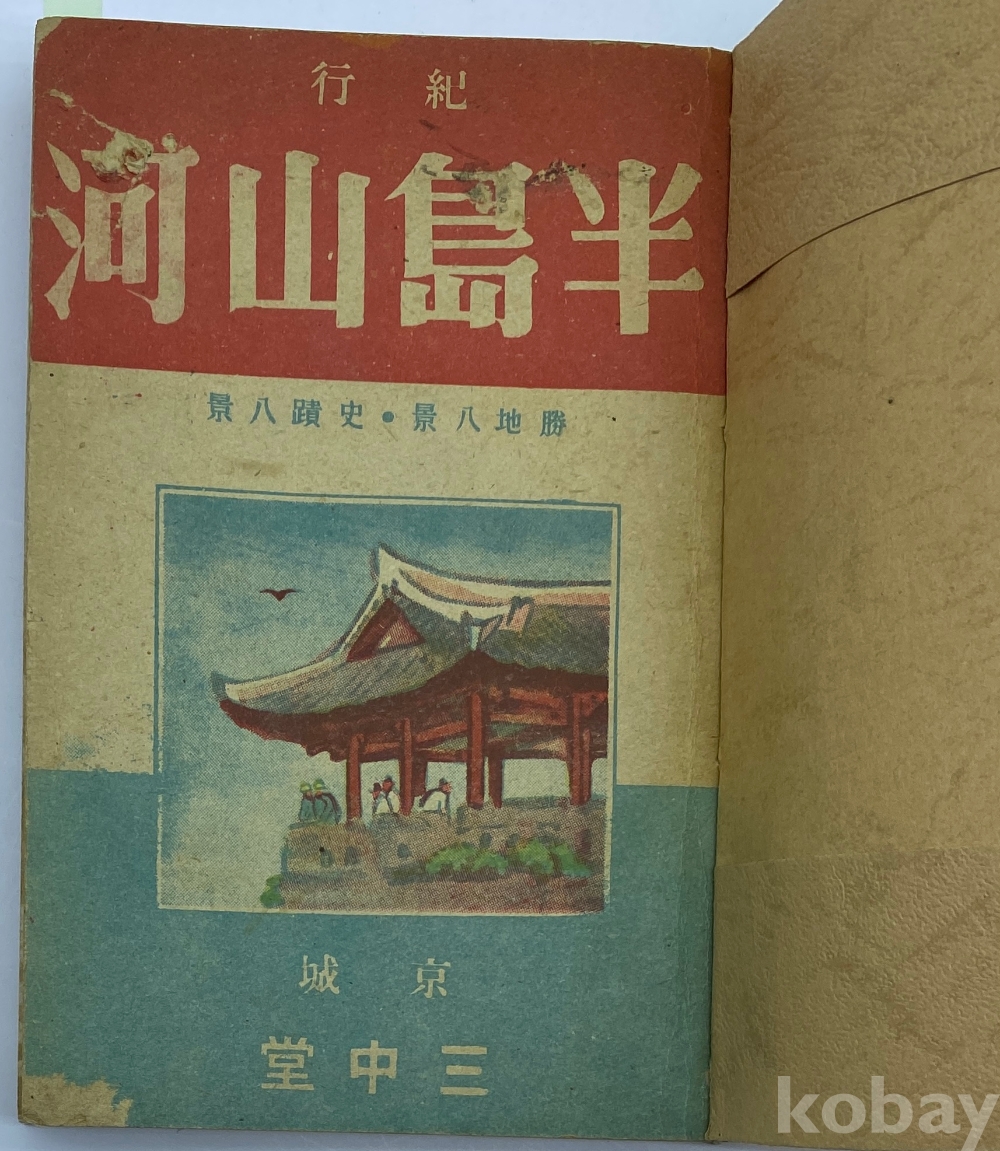 紀行
半島山河
勝地八景・史蹟八景
京城
三中堂
kobay